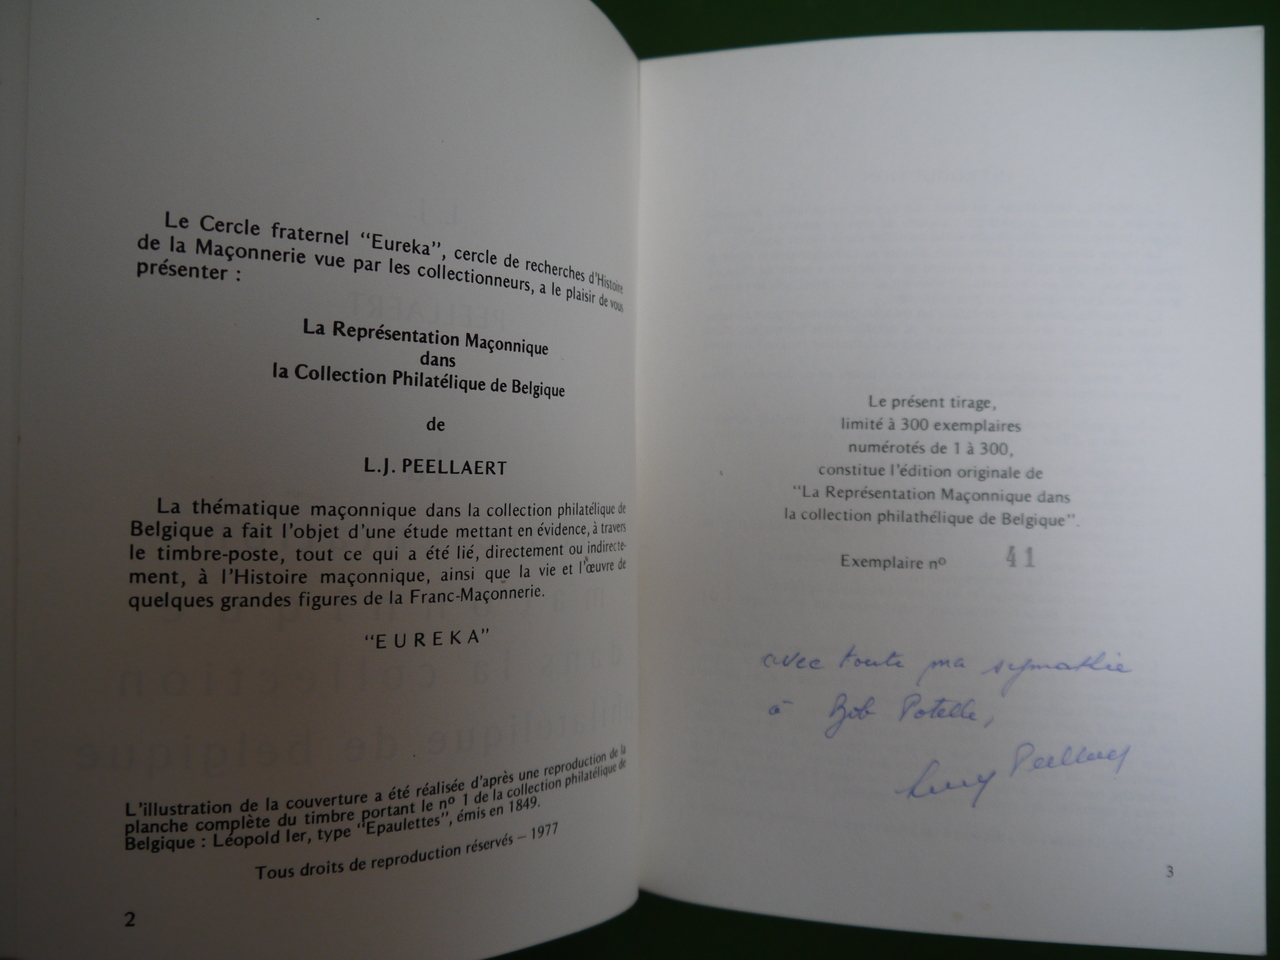 Le Cercle fraternel "Eureka", cercle de recherches d'Histoire
de la Maçonnerie vue par les collectionneurs, a le plaisir de vous
présenter :
La Représentation Maçonnique
dans
la Collection Philatélique de Belgique
de
L.J. PEELLAERT
La thématique maçonnique dans la collection philatélique de
Belgique a fait l'objet d'une étude mettant en évidence, à travers
le timbre-poste, tout ce qui a été lié, directement ou indirecte-
ment, à l'Histoire maçonnique, ainsi que la vie et l'œuvre de
quelques grandes figures de la Franc-Maçonnerie.
"EUREKA"
L'illustration de la couverture a été réalisée d'après une reproduction de la
planche complète du timbre portant le nº 1 de la collection philatélique de
Belgique : Léopold Ier, type "Epaulettes", émis en 1849.
Tous droits de reproduction réservés – 1977
2
Le présent tirage,
limité à 300 exemplaires
numérotés de 1 à 300,
constitue l'édition originale de
"La Représentation Maçonnique dans
la collection philathélique de Belgique".
Exemplaire nº 41
avec toute ma sympathie
à Bob Potelle,
Peellaert
3